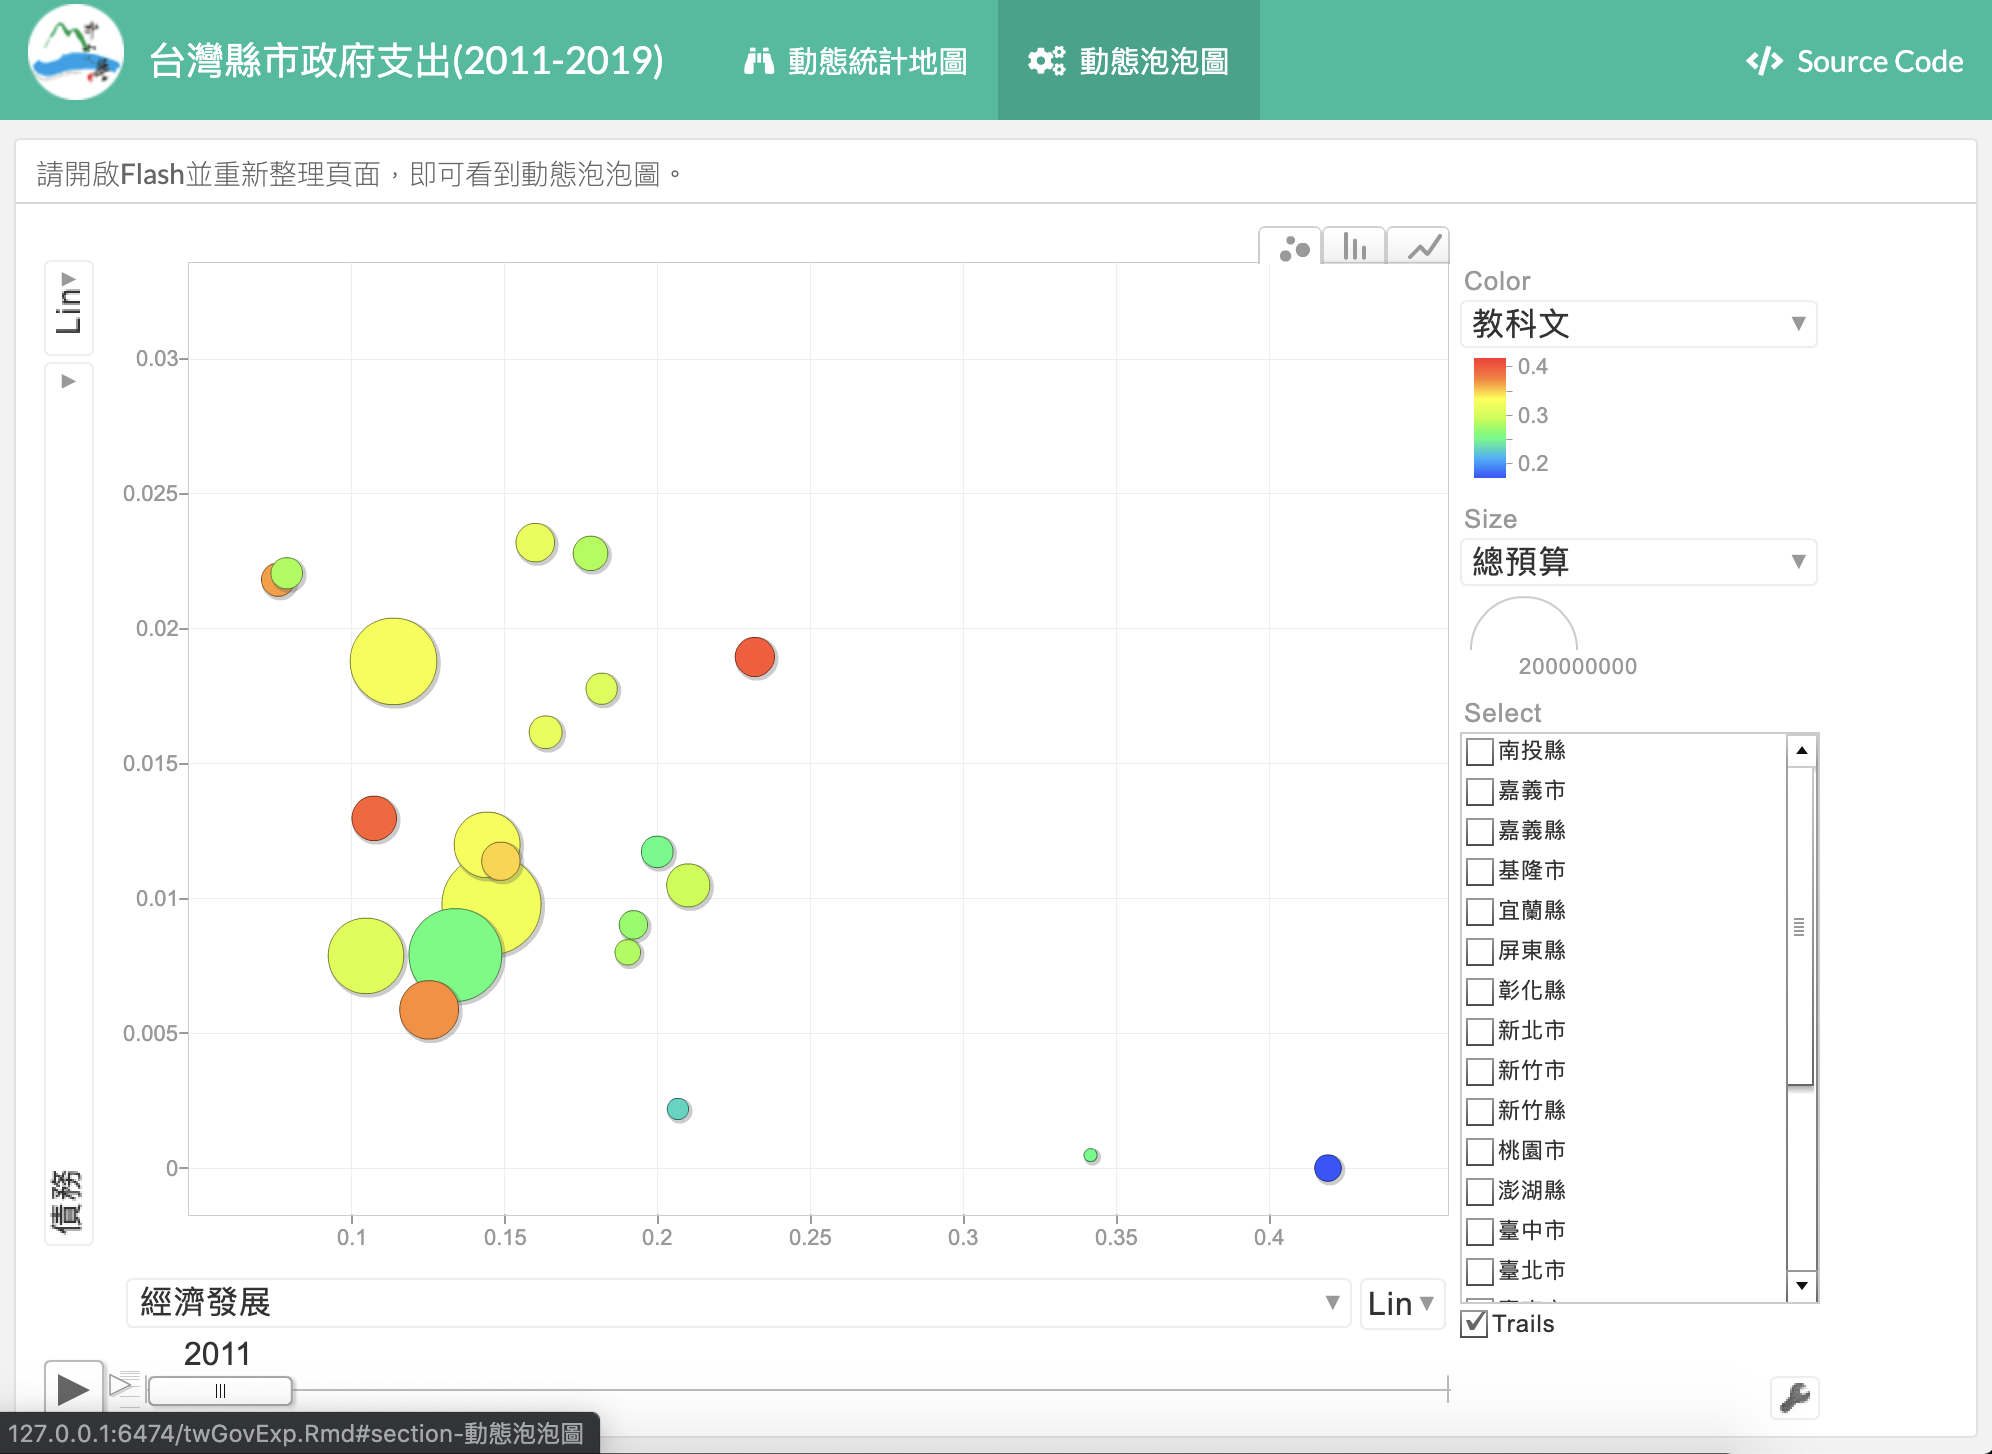 台灣縣市政府支出(2011-2019)
動態統計地圖
動態泡泡圖
Source Code
請開啟Flash並重新整理頁面，即可看到動態泡泡圖。
Lin
債務
0.03
0.025
0.02
0.015
0.01
0.005
0
0.1
0.15
0.2
0.25
0.3
0.35
0.4
經濟發展
Lin
2011
Color
教科文
0.4
0.3
0.2
Size
總預算
200000000
Select
南投縣
嘉義市
嘉義縣
基隆市
宜蘭縣
屏東縣
彰化縣
新北市
新竹市
新竹縣
桃園市
澎湖縣
臺中市
臺北市
Trails
127.0.0.1:6474/twGovExp.Rmd#section-動態泡泡圖